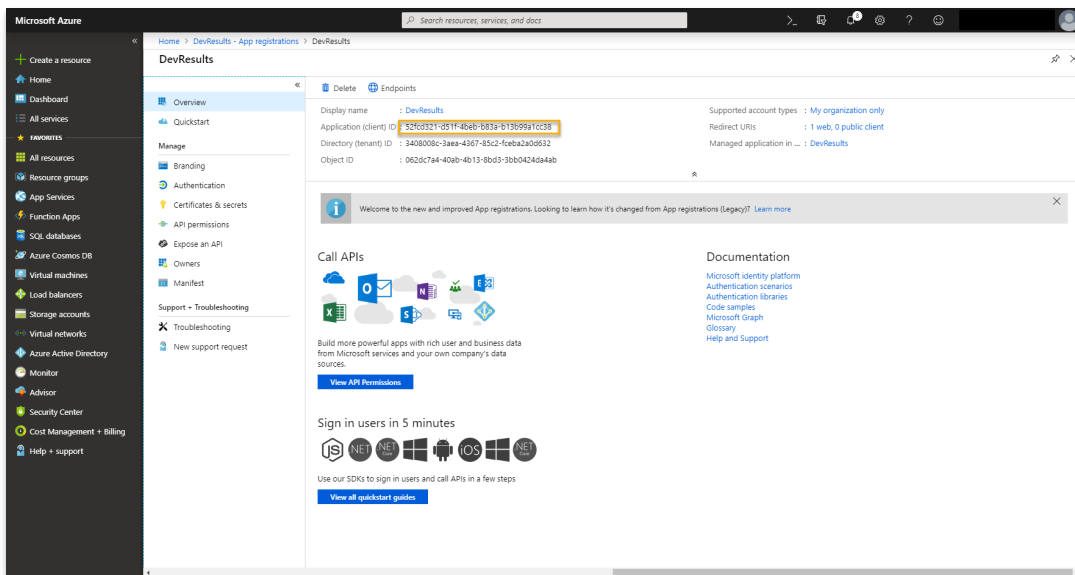 Microsoft Azure
Search resources, services, and docs
8
Home > DevResults - App registrations > DevResults
DevResults
Create a resource
Home
Dashboard
All services
FAVORITES
All resources
Resource groups
App Services
Function Apps
SQL databases
Azure Cosmos DB
Virtual machines
Load balancers
Storage accounts
Virtual networks
Azure Active Directory
Monitor
Advisor
Security Center
Cost Management + Billing
Help + support
Overview
Quickstart
Manage
Branding
Authentication
Certificates & secrets
API permissions
Expose an API
Owners
Manifest
Support + Troubleshooting
Troubleshooting
New support request
Delete Endpoints
Display name : DevResults
Application (client) ID : 52fcd321-d51f-4beb-b83a-b13b99a1cc38
Directory (tenant) ID : 3408008c-3aea-4367-85c2-fceba2a0d632
Object ID : 062dc7a4-40ab-4b13-8bd3-3bb0424da4ab
Supported account types : My organization only
Redirect URIs : 1 web, 0 public client
Managed application in ... : DevResults
Welcome to the new and improved App registrations. Looking to learn how it's changed from App registrations (Legacy)? Learn more
Call APIs
Build more powerful apps with rich user and business data
from Microsoft services and your own company's data
sources.
View API Permissions
Sign in users in 5 minutes
JS .NET .NET Core iOS .NET Core
Use our SDKs to sign in users and call APIs in a few steps
View all quickstart guides
Documentation
Microsoft identity platform
Authentication scenarios
Authentication libraries
Code samples
Microsoft Graph
Glossary
Help and Support